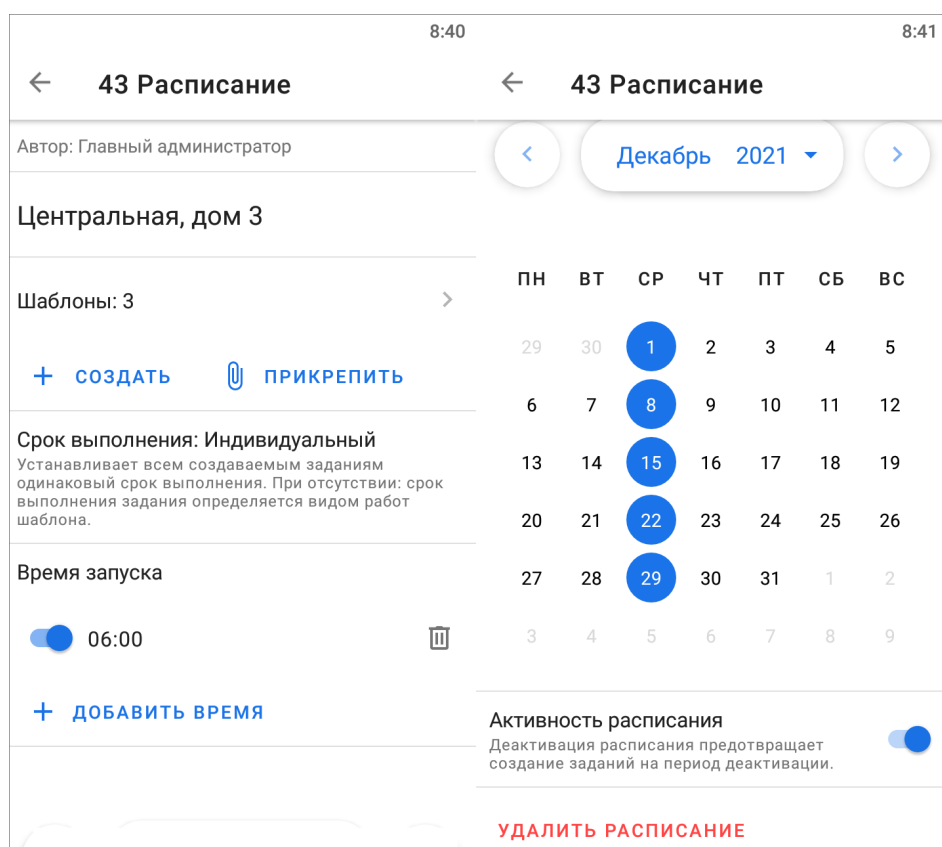 8:40
43 Расписание
Автор: Главный администратор
Центральная, дом 3
Шаблоны: 3
СОЗДАТЬ ПРИКРЕПИТЬ
Срок выполнения: Индивидуальный
Устанавливает всем создаваемым заданиям
одинаковый срок выполнения. При отсутствии: срок
выполнения задания определяется видом работ
шаблона.
Время запуска
06:00
+ ДОБАВИТЬ ВРЕМЯ
8:41
43 Расписание
Декабрь 2021
ПН ВТ СР ЧТ ПТ СБ ВС
29 30 1 2 3 4 5
6 7 8 9 10 11 12
13 14 15 16 17 18 19
20 21 22 23 24 25 26
27 28 29 30 31 1 2
3 4 5 6 7 8 9
Активность расписания
Деактивация расписания предотвращает
создание заданий на период деактивации.
УДАЛИТЬ РАСПИСАНИЕ